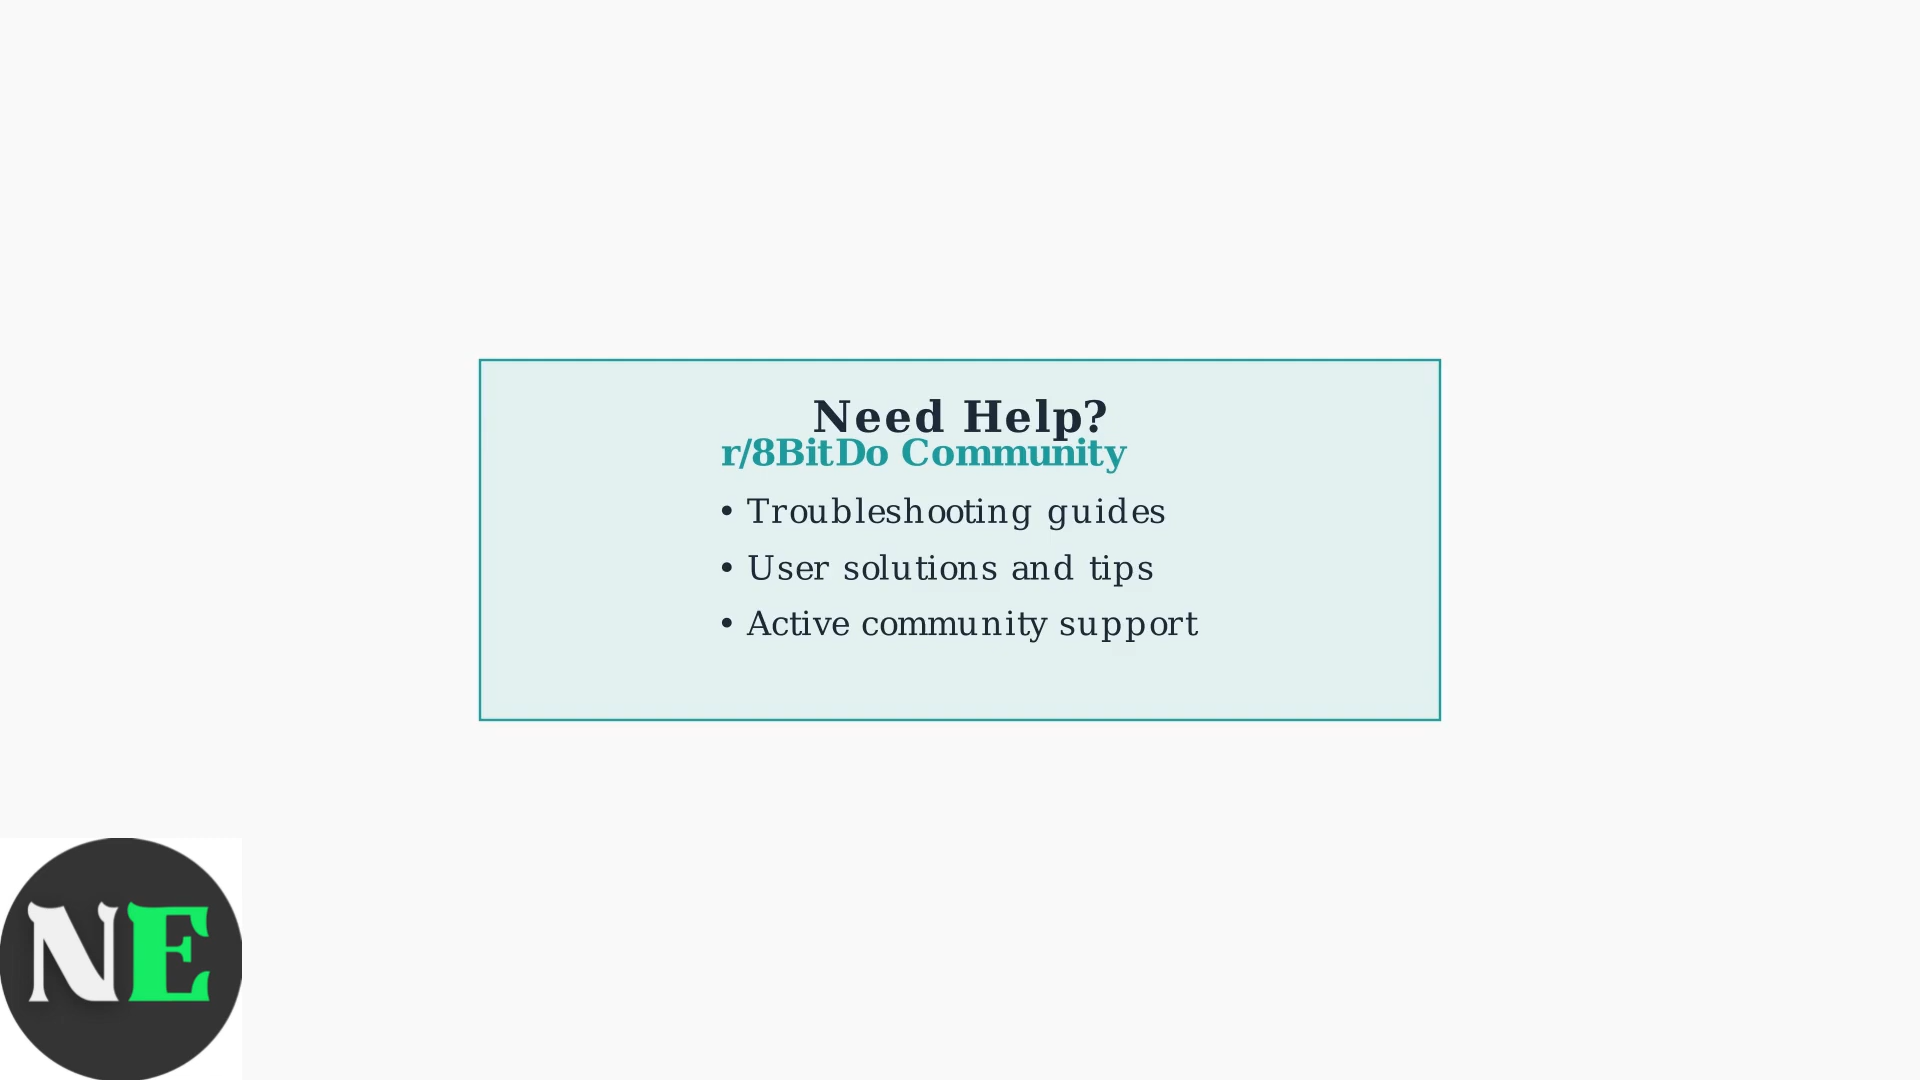 Need Help?
r/8BitDo Community
• Troubleshooting guides
• User solutions and tips
• Active community support
NE